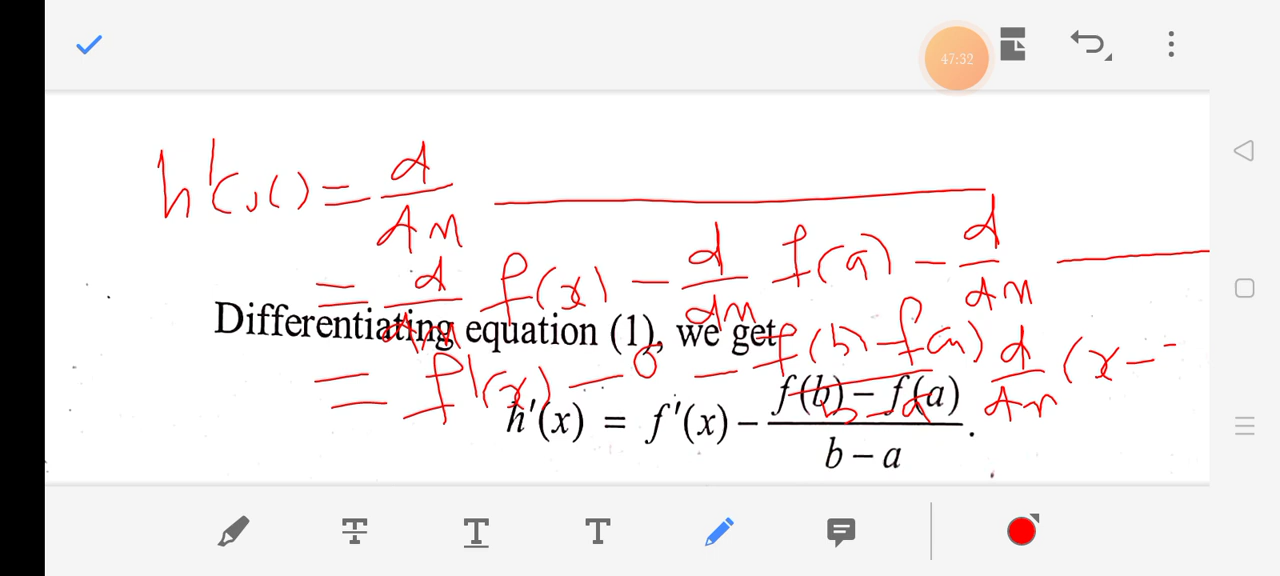 47:32
h'(x) = d/dx
= d/dx f(x) - d/dx f(a) - d/dx
Differentiating equation (1), we get
= f'(x) - 0 - f(b) - f(a) / b - a d/dx (x -
h'(x) = f'(x) - f(b) - f(a) / b - a .
T T T